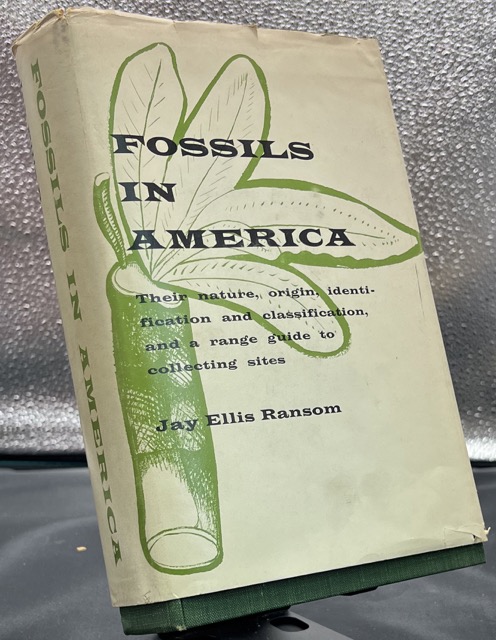 FOSSILS IN AMERICA
FOSSILS
IN
AMERICA
Their nature, origin, identi-
fication and classification,
and a range guide to
collecting sites
Jay Ellis Ransom